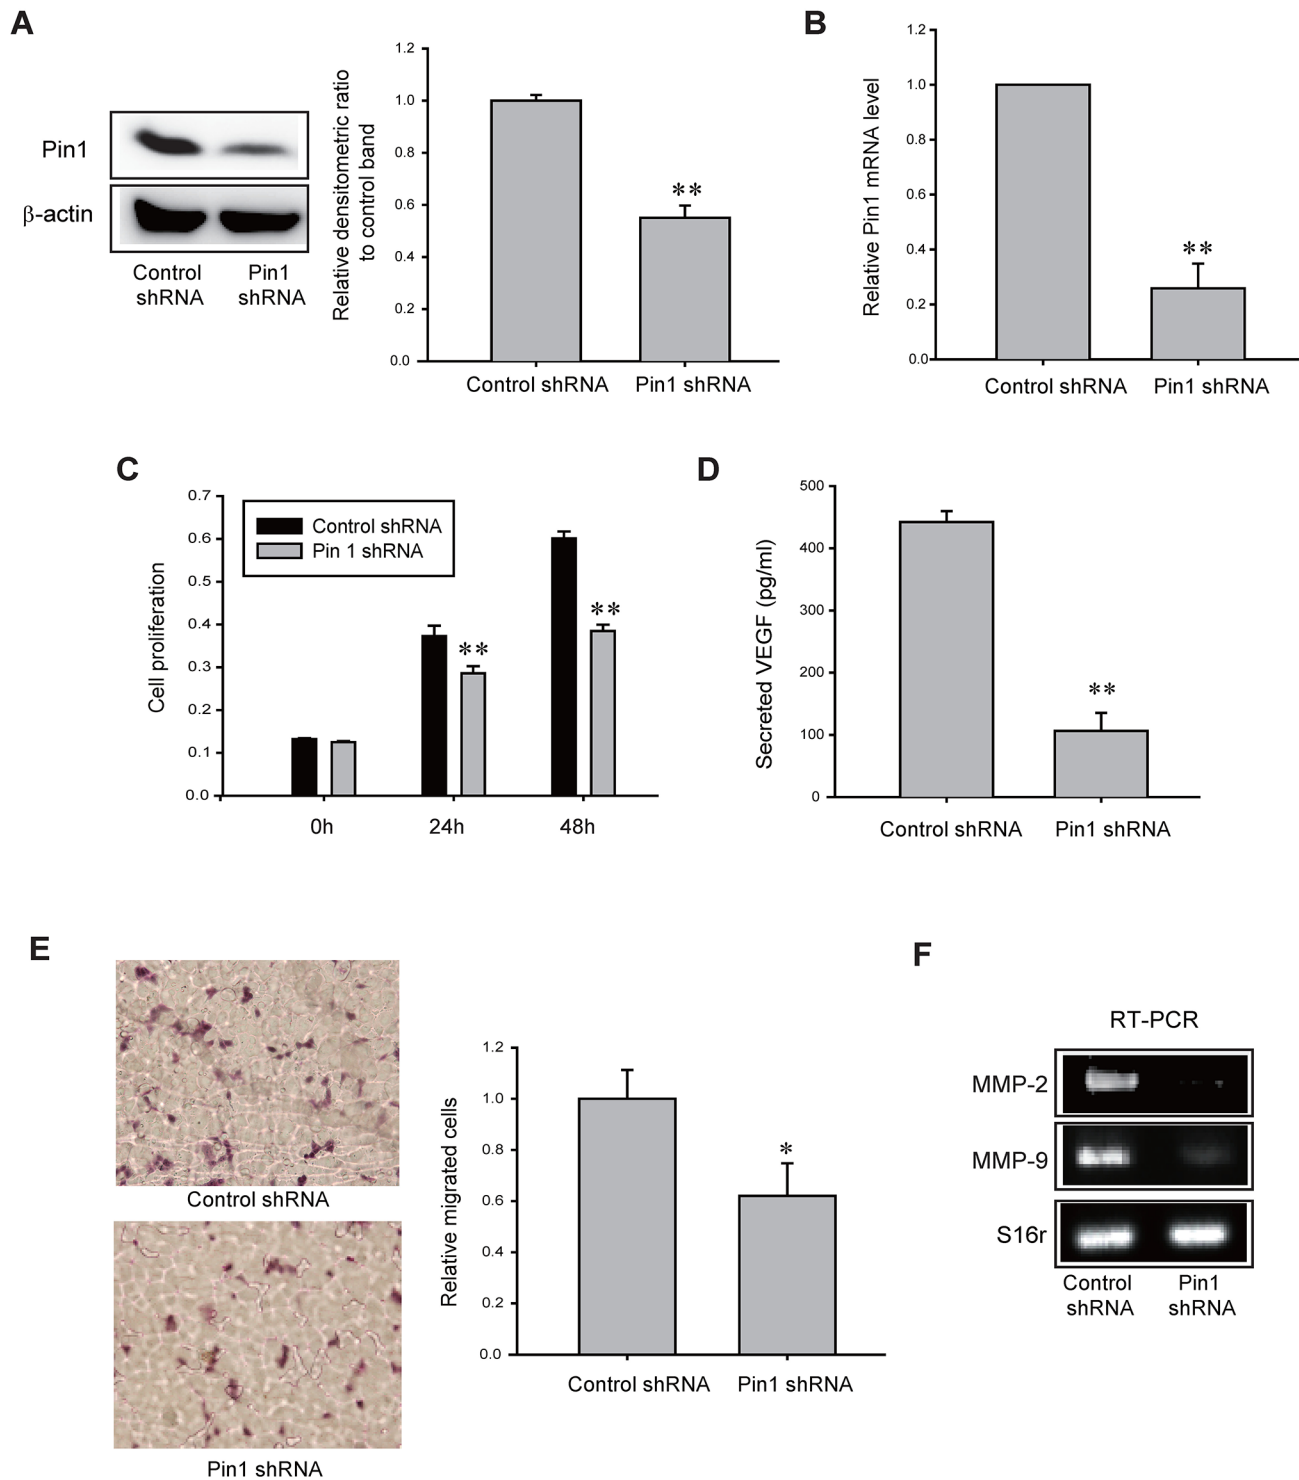 A
Pin1
β-actin
Control
shRNA
Pin1
shRNA
Relative densitometric ratio
to control band
1.2
1.0
0.8
0.6
0.4
0.2
0.0
**
Control shRNA
Pin1 shRNA
B
Relative Pin1 mRNA level
1.2
1.0
0.8
0.6
0.4
0.2
0.0
**
Control shRNA
Pin1 shRNA
C
Cell proliferation
0.7
0.6
0.5
0.4
0.3
0.2
0.1
0.0
Control shRNA
Pin 1 shRNA
**
**
0h
24h
48h
D
Secreted VEGF (pg/ml)
500
400
300
200
100
0
**
Control shRNA
Pin1 shRNA
E
Control shRNA
Pin1 shRNA
Relative migrated cells
1.2
1.0
0.8
0.6
0.4
0.2
0.0
*
Control shRNA
Pin1 shRNA
F
RT-PCR
MMP-2
MMP-9
S16r
Control
shRNA
Pin1
shRNA